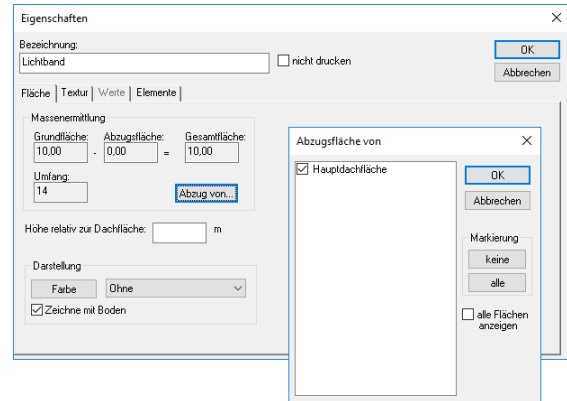 Eigenschaften
Bezeichnung:
Lichtband
nicht drucken
OK
Abbrechen
Fläche Textur Werte Elemente
Massenermittlung
Grundfläche: Abzugsfläche: Gesamtfläche:
10,00 - 0,00 = 10,00
Umfang:
14
Abzug von...
Höhe relativ zur Dachfläche: m
Darstellung
Farbe Ohne
Zeichne mit Boden
Abzugsfläche von
Hauptdachfläche
OK
Abbrechen
Markierung
keine
alle
alle Flächen
anzeigen